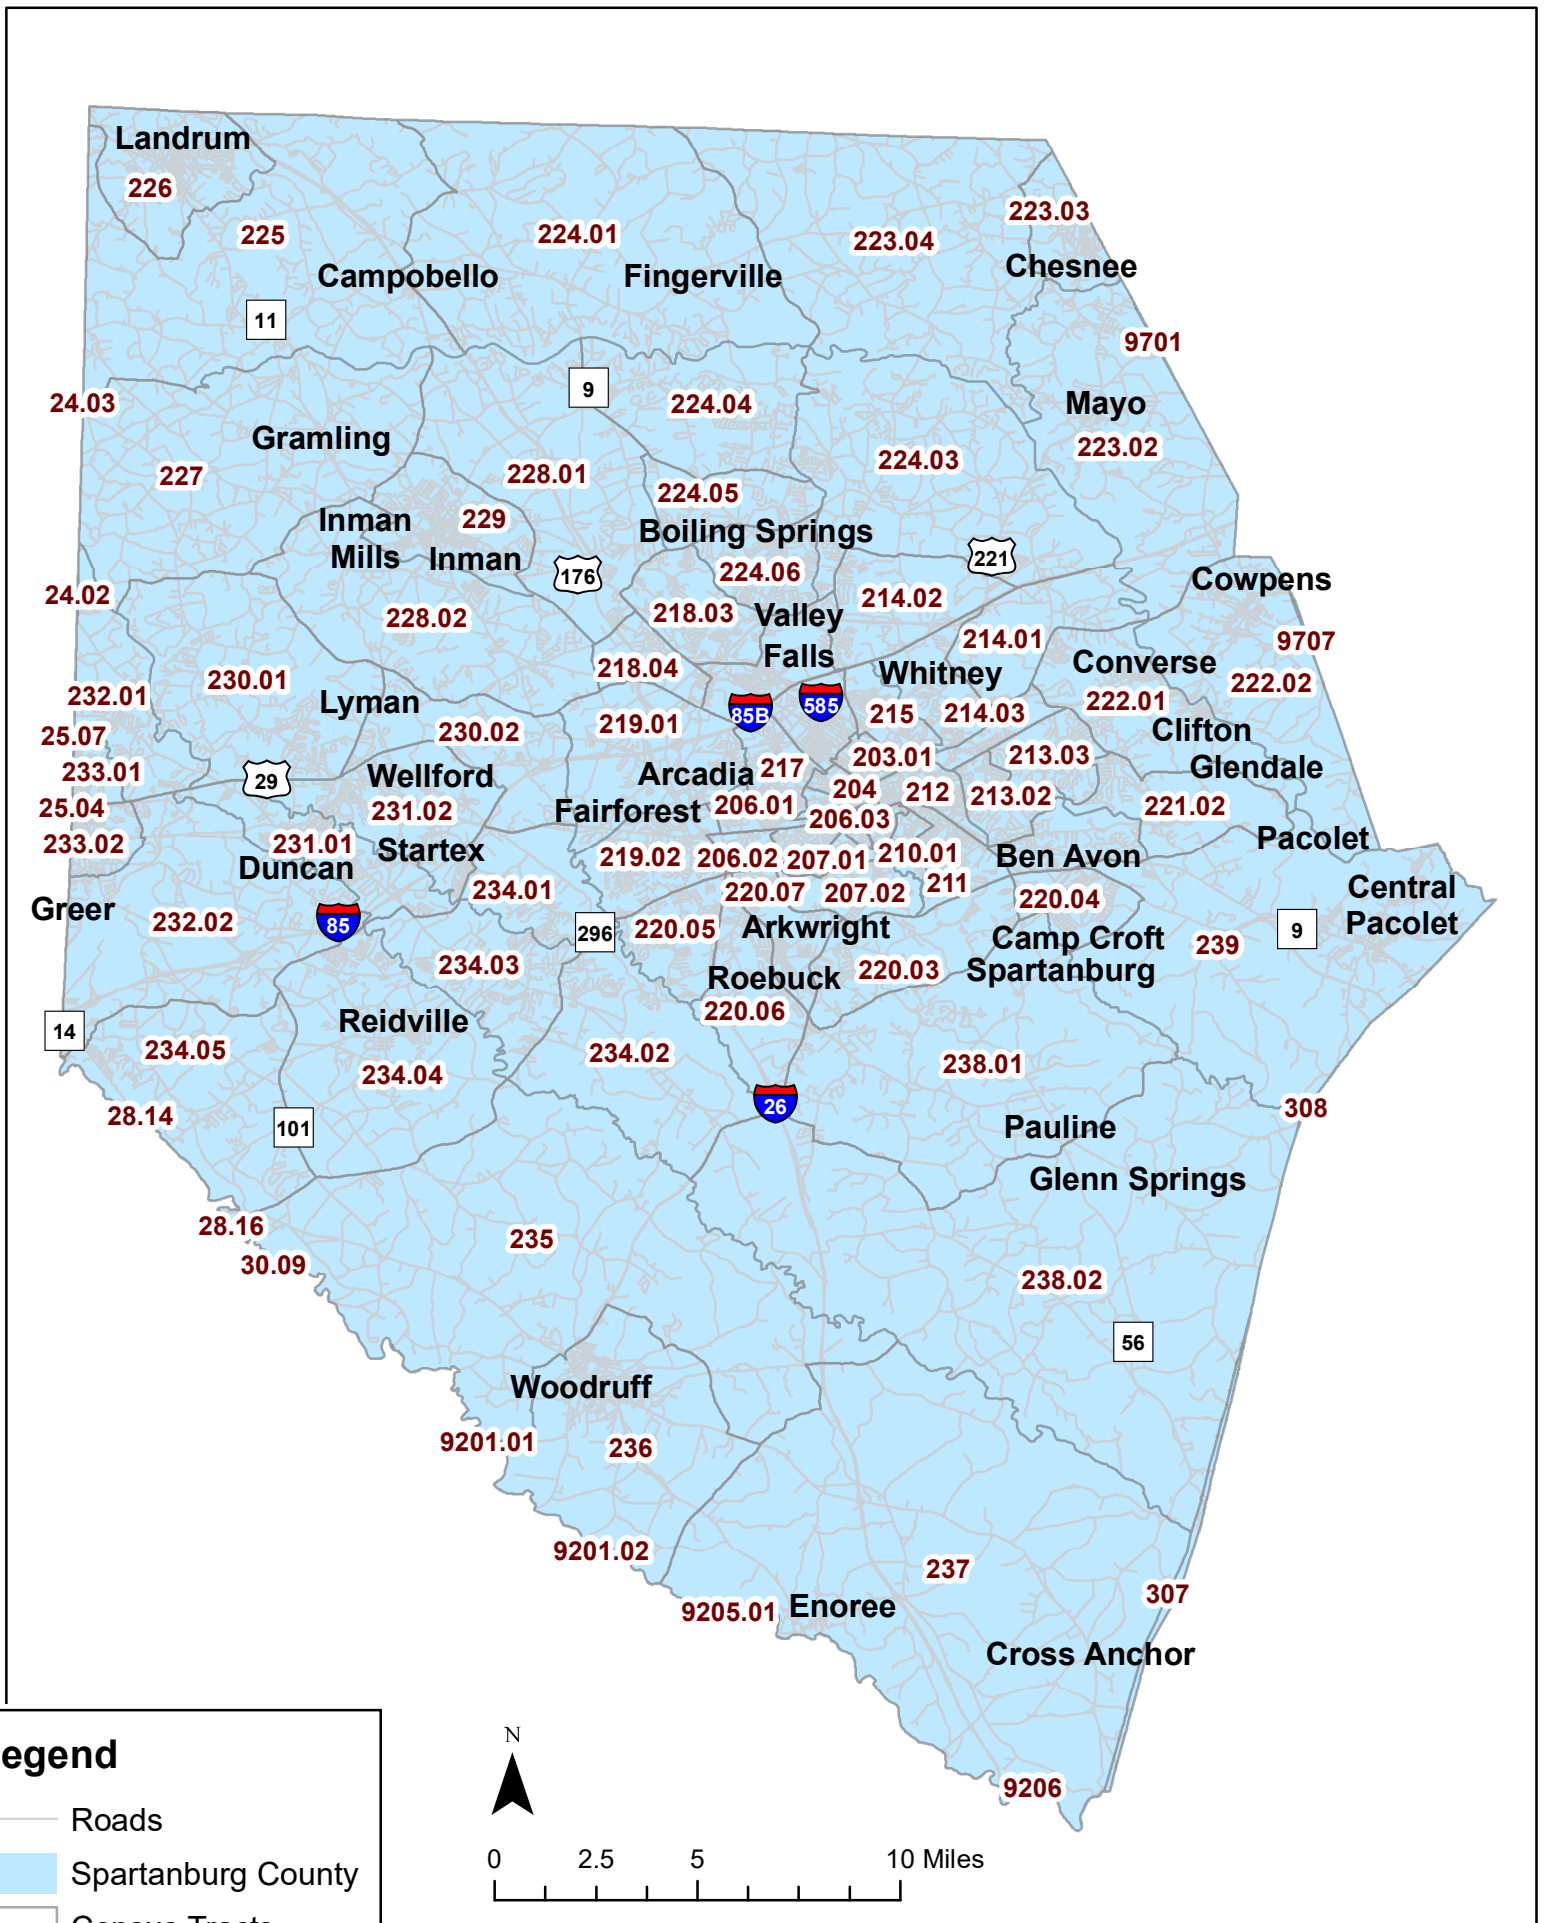 Landrum
226
225
224.01
223.04
223.03
Chesnee
Campobello
Fingerville
11
9701
24.03
9
224.04
Mayo
Gramling
223.02
227
228.01
224.03
224.05
Inman
Mills
229
Inman
Boiling Springs
176
221
224.06
Cowpens
24.02
228.02
218.03
Valley
Falls
214.02
214.01
9707
218.04
Whitney
Converse
222.02
232.01
230.01
Lyman
222.01
85B
585
215
214.03
25.07
230.02
219.01
Clifton
233.01
29
Wellford
Arcadia
217
203.01
213.03
Glendale
25.04
231.02
Fairforest
206.01
204
212
213.02
221.02
206.03
233.02
231.01
Duncan
Startex
219.02
206.02
207.01
210.01
Ben Avon
Pacolet
234.01
220.07
207.02
211
220.04
Central
Pacolet
Greer
232.02
85
296
220.05
Arkwright
Camp Croft
Spartanburg
239
9
234.03
Roebuck
220.03
220.06
14
Reidville
234.05
234.02
238.01
234.04
28.14
101
26
308
Pauline
Glenn Springs
28.16
235
30.09
238.02
56
Woodruff
9201.01
236
9201.02
237
307
9205.01
Enoree
Cross Anchor
9206
egend
Roads
Spartanburg County
Census Tracts
N
0 2.5 5 10 Miles